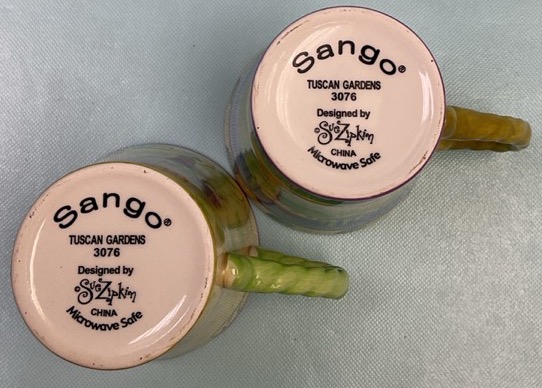 Sango®
TUSCAN GARDENS
3076
Designed by
©Sue Zipkin
CHINA
Microwave Safe
Sango®
TUSCAN GARDENS
3076
Designed by
©Sue Zipkin
CHINA
Microwave Safe